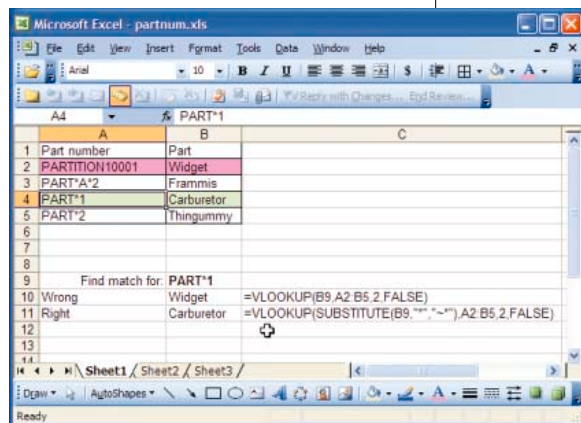 Microsoft Excel - partnum.xls
File Edit View Insert Format Tools Data Window Help
Arial 10 B I U $ A
Reply with Changes... End Review...
A4 fx PART*1
A B C
1 Part number Part
2 PARTITION10001 Widget
3 PART*A*2 Frammis
4 PART*1 Carburetor
5 PART*2 Thingummy
6
7
8
9 Find match for: PART*1
10 Wrong Widget =VLOOKUP(B9,A2:B5,2,FALSE)
11 Right Carburetor =VLOOKUP(SUBSTITUTE(B9,"*","~*"),A2:B5,2,FALSE)
12
13
14
Sheet1 / Sheet2 / Sheet3 /
Draw AutoShapes A
Ready